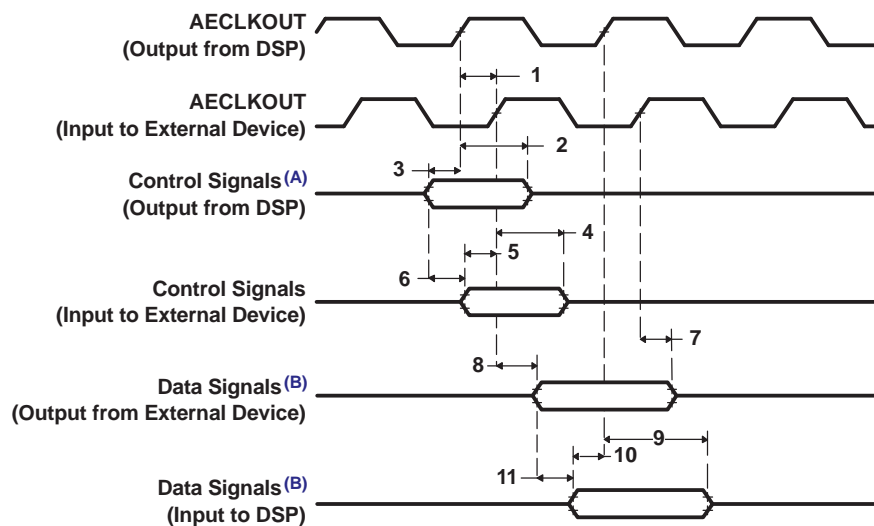 AECLKOUT
(Output from DSP)
1
AECLKOUT
(Input to External Device)
2
3
Control Signals(A)
(Output from DSP)
4
5
6
Control Signals
(Input to External Device)
7
8
Data Signals(B)
(Output from External Device)
9
10
11
Data Signals(B)
(Input to DSP)